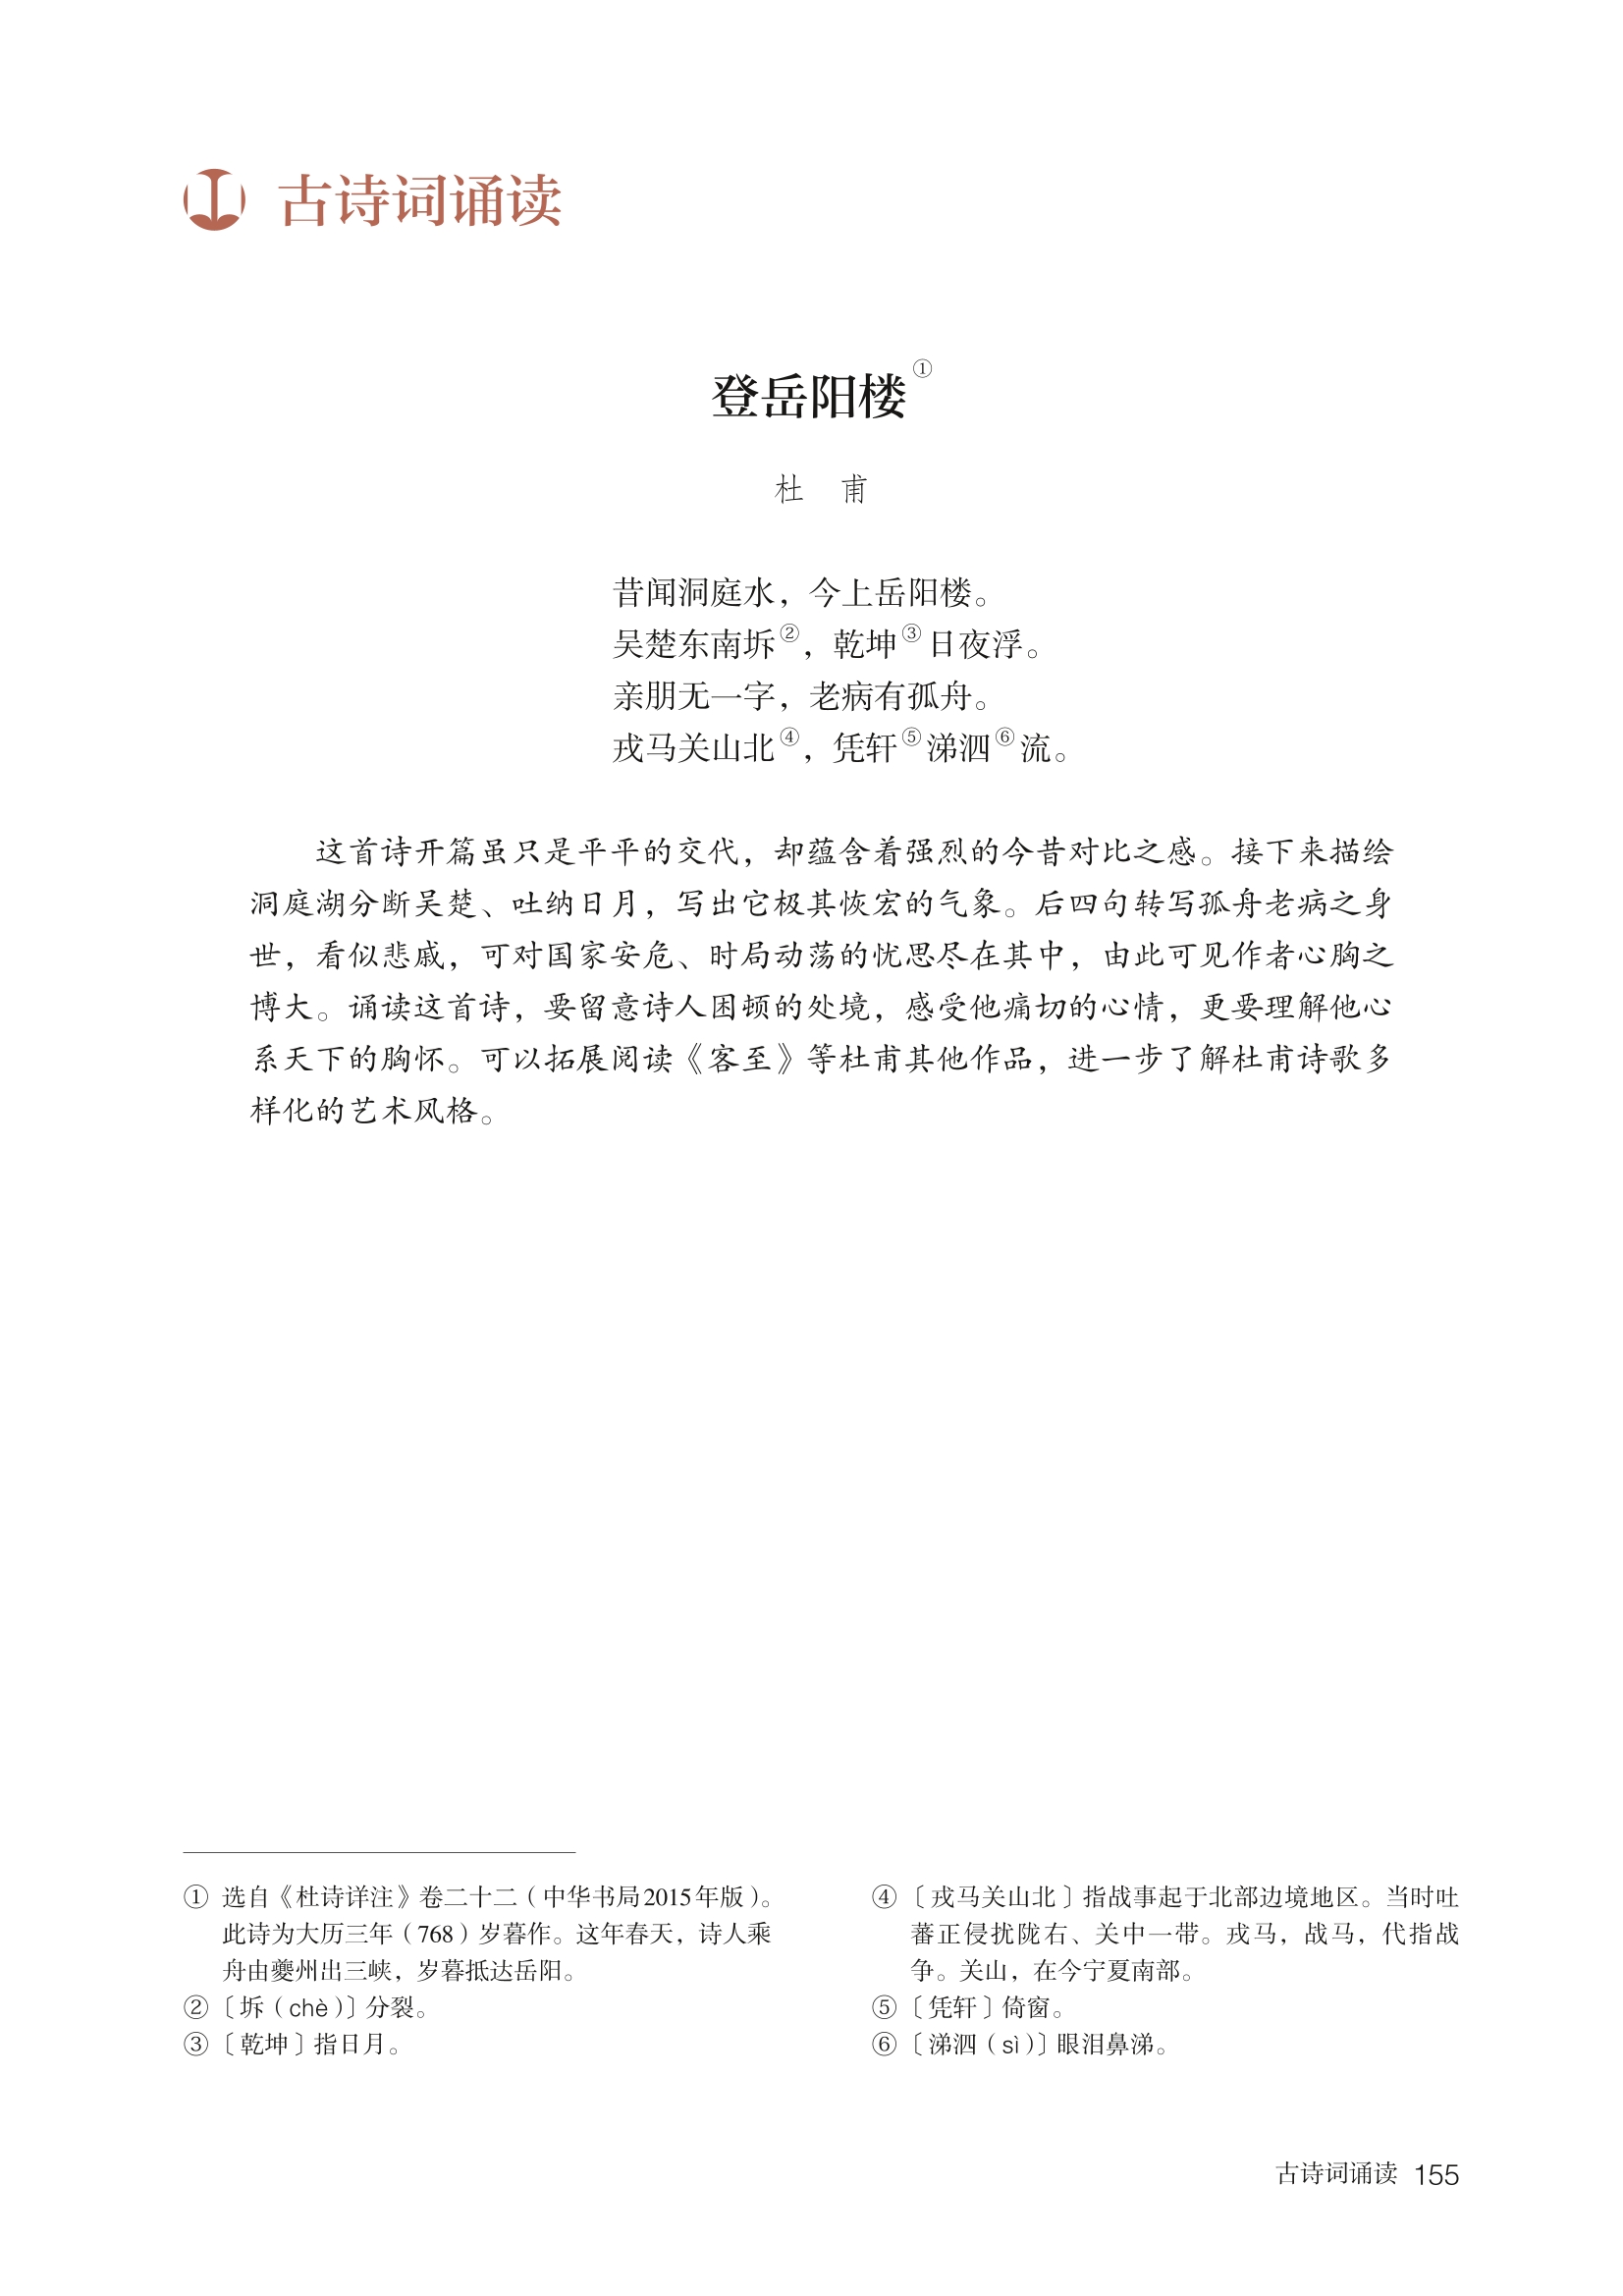 古诗词诵读
登岳阳楼①
杜 甫
昔闻洞庭水，今上岳阳楼。
吴楚东南坼②，乾坤③日夜浮。
亲朋无一字，老病有孤舟。
戎马关山北④，凭轩⑤涕泗⑥流。
这首诗开篇虽只是平平的交代，却蕴含着强烈的今昔对比之感。接下来描绘
洞庭湖分断吴楚、吐纳日月，写出它极其恢宏的气象。后四句转写孤舟老病之身
世，看似悲戚，可对国家安危、时局动荡的忧思尽在其中，由此可见作者心胸之
博大。诵读这首诗，要留意诗人困顿的处境，感受他痛切的心情，更要理解他心
系天下的胸怀。可以拓展阅读《客至》等杜甫其他作品，进一步了解杜甫诗歌多
样化的艺术风格。
① 选自《杜诗详注》卷二十二（中华书局2015年版）。
此诗为大历三年（768）岁暮作。这年春天，诗人乘
舟由夔州出三峡，岁暮抵达岳阳。
②〔坼（chè）〕分裂。
③〔乾坤〕指日月。
④〔戎马关山北〕指战事起于北部边境地区。当时吐
蕃正侵扰陇右、关中一带。戎马，战马，代指战
争。关山，在今宁夏南部。
⑤〔凭轩〕倚窗。
⑥〔涕泗（sì）〕眼泪鼻涕。
古诗词诵读 155